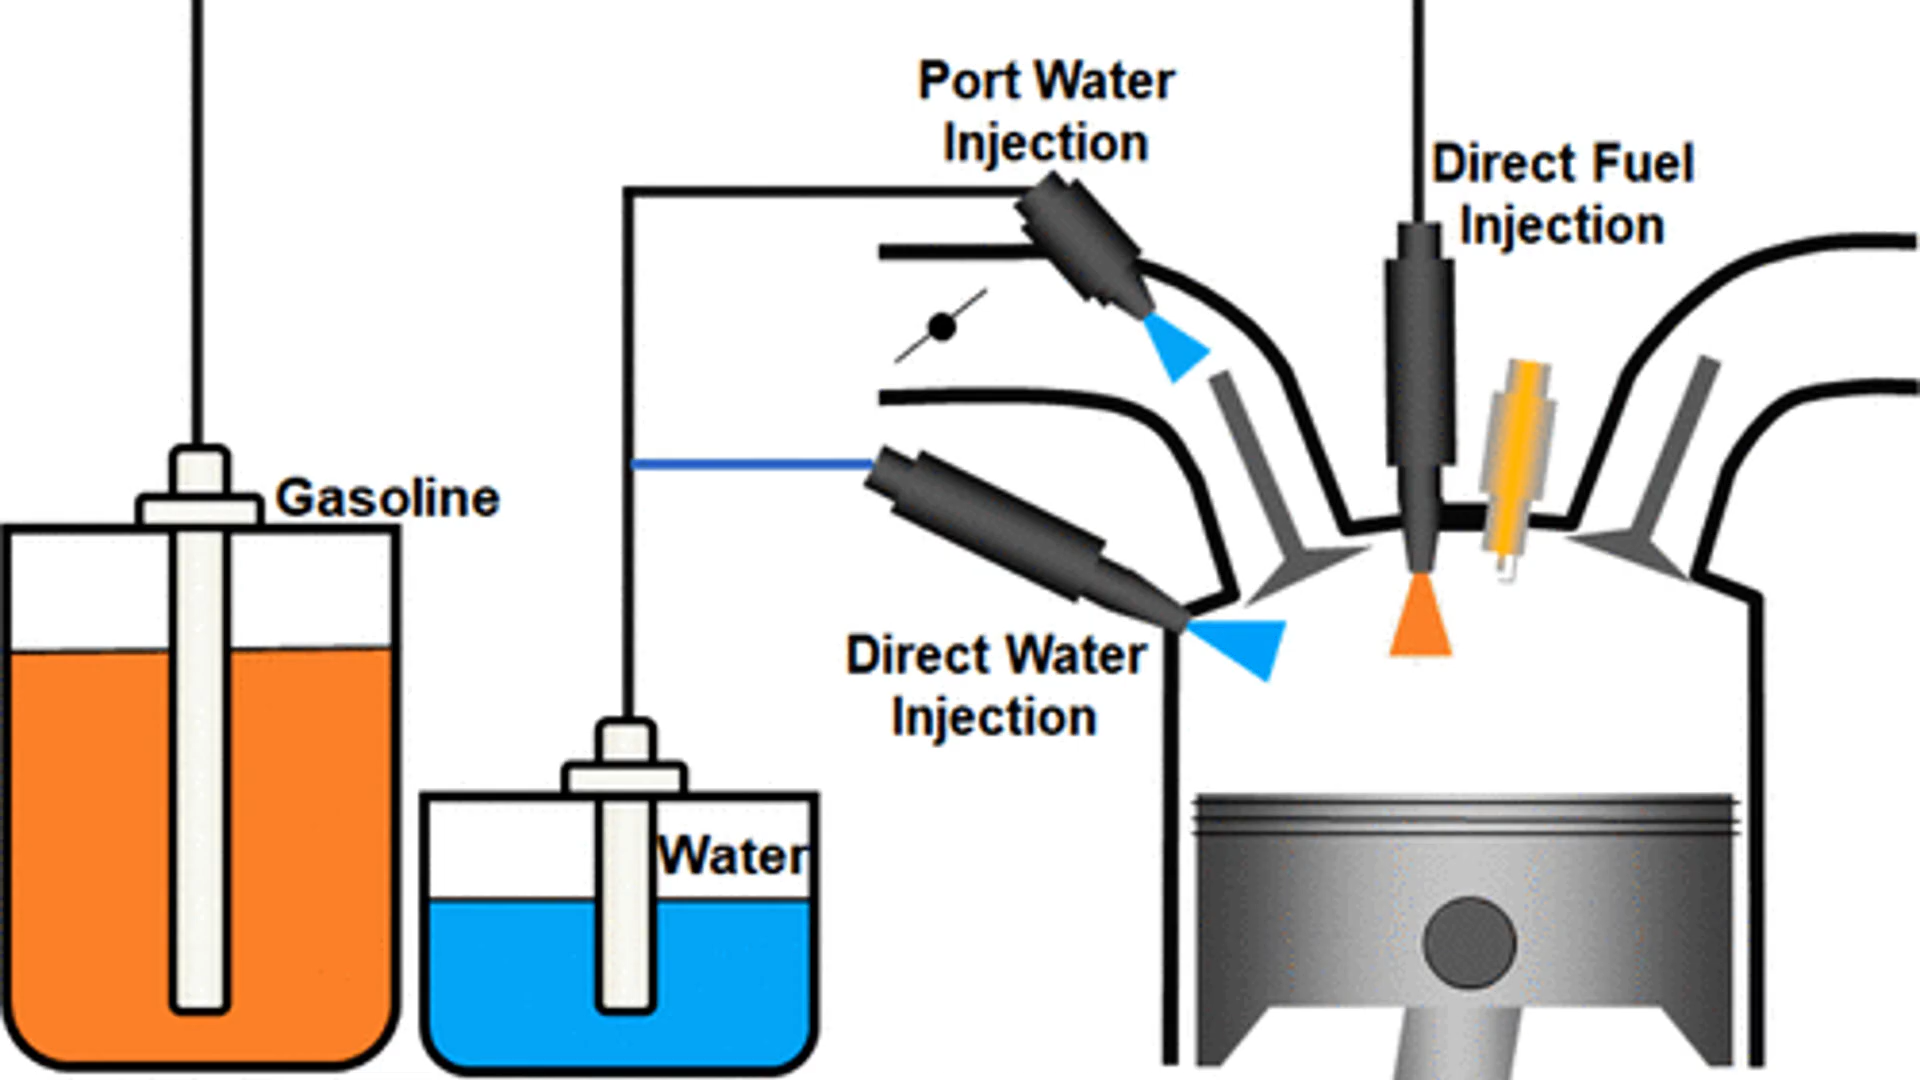 Port Water
Injection
Direct Fuel
Injection
Gasoline
Direct Water
Injection
Water